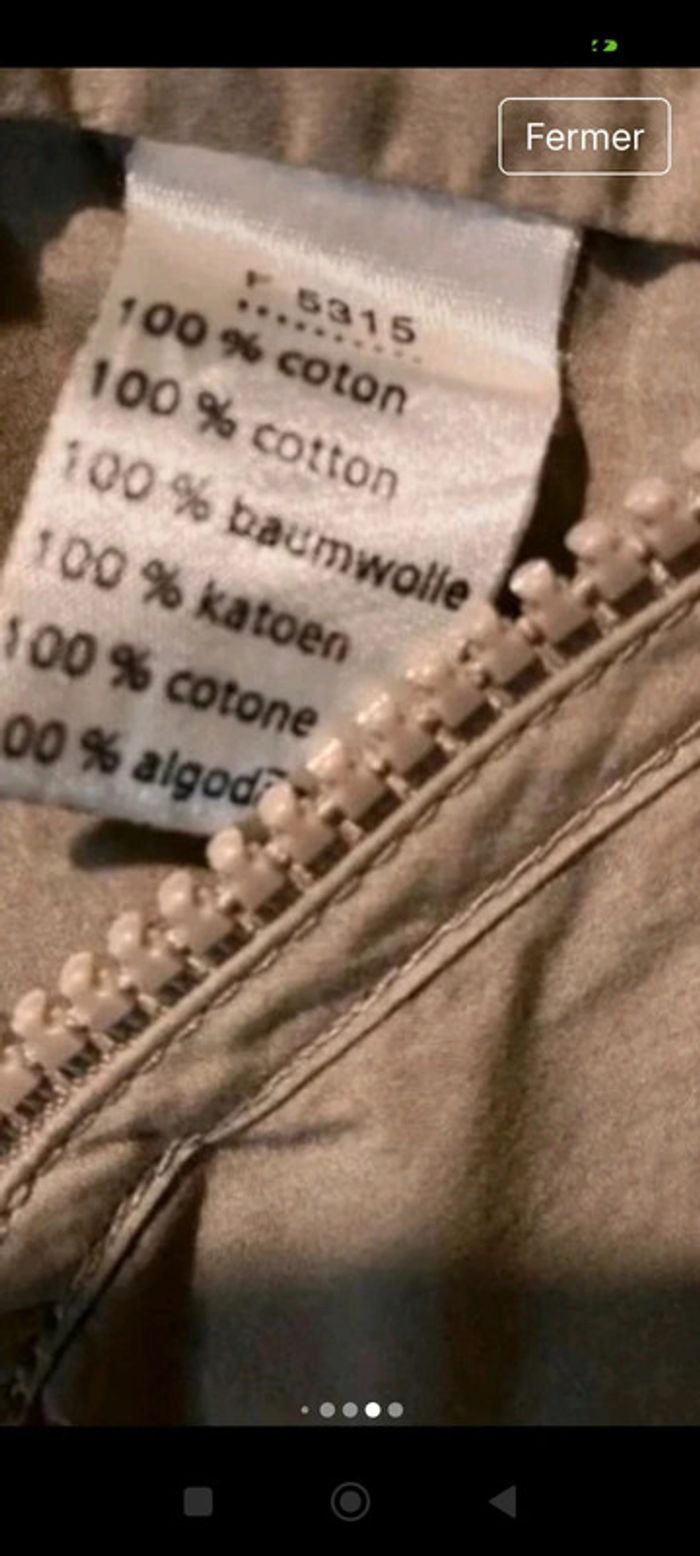 Fermer
5315
100 % coton
100 % cotton
100 % baumwolle
100 % katoen
100 % cotone
00 % algod